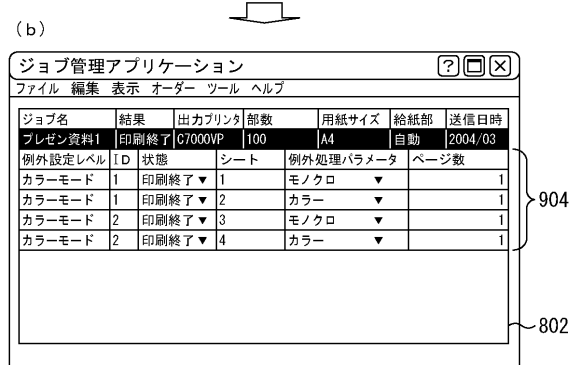 (b)
ジョブ管理アプリケーション ?
ファイル 編集 表示 オーダー ツール ヘルプ
ジョブ名 結果 出力プリンタ 部数 用紙サイズ 給紙部 送信日時
プレゼン資料1 印刷終了 C7000VP 100 A4 自動 2004/03
例外設定レベル ID 状態 シート 例外処理パラメータ ページ数
カラーモード 1 印刷終了▼ 1 モノクロ ▼ 1
カラーモード 1 印刷終了▼ 2 カラー ▼ 1
カラーモード 2 印刷終了▼ 3 モノクロ ▼ 1
カラーモード 2 印刷終了▼ 4 カラー ▼ 1
904
802